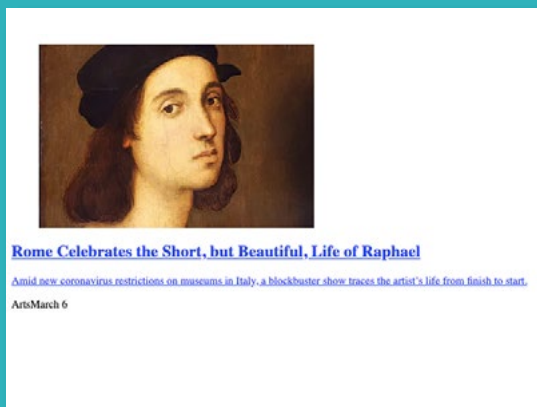 Rome Celebrates the Short, but Beautiful, Life of Raphael
Amid new coronavirus restrictions on museums in Italy, a blockbuster show traces the artist's life from finish to start.
ArtsMarch 6